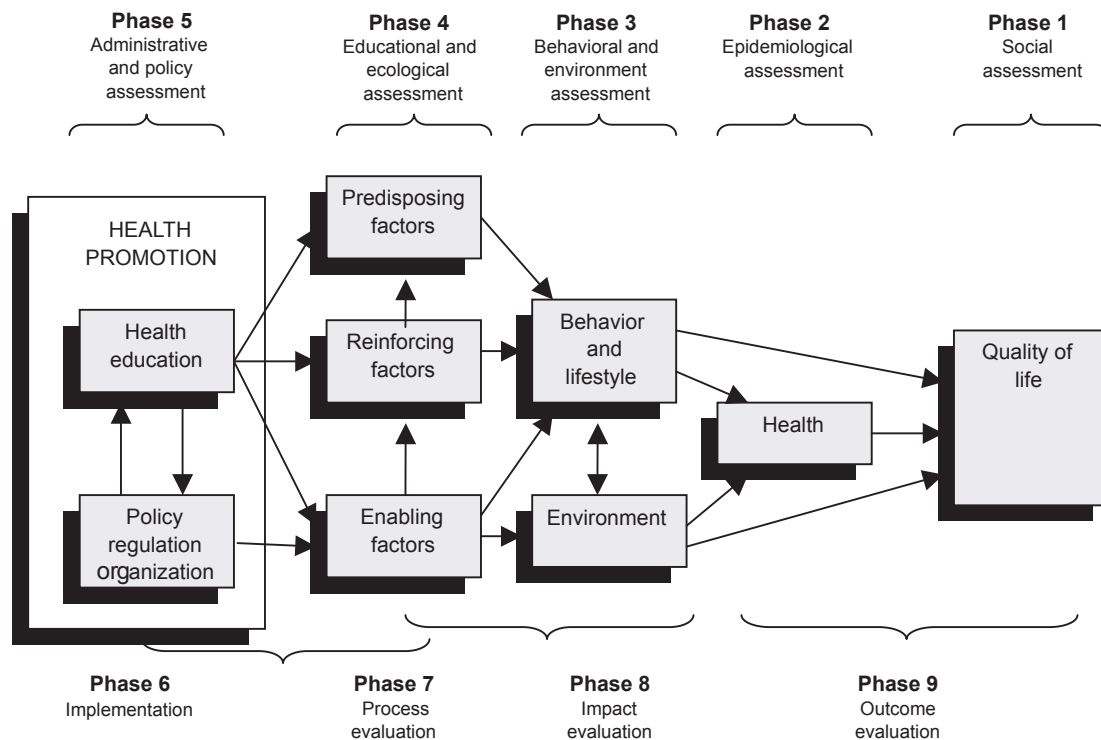 Phase 5
Administrative
and policy
assessment
Phase 4
Educational and
ecological
assessment
Phase 3
Behavioral and
environment
assessment
Phase 2
Epidemiological
assessment
Phase 1
Social
assessment
HEALTH
PROMOTION
Health
education
Policy
regulation
organization
Predisposing
factors
Reinforcing
factors
Enabling
factors
Behavior
and
lifestyle
Environment
Health
Quality of
life
Phase 6
Implementation
Phase 7
Process
evaluation
Phase 8
Impact
evaluation
Phase 9
Outcome
evaluation